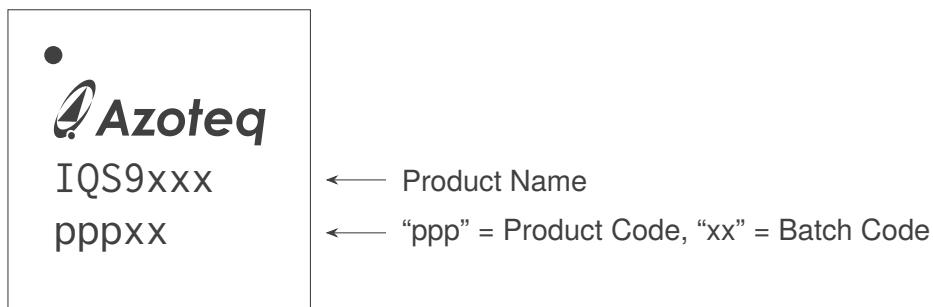 Azoteq
IQS9xxx
Product Name
pppxx
“ppp” = Product Code, “xx” = Batch Code